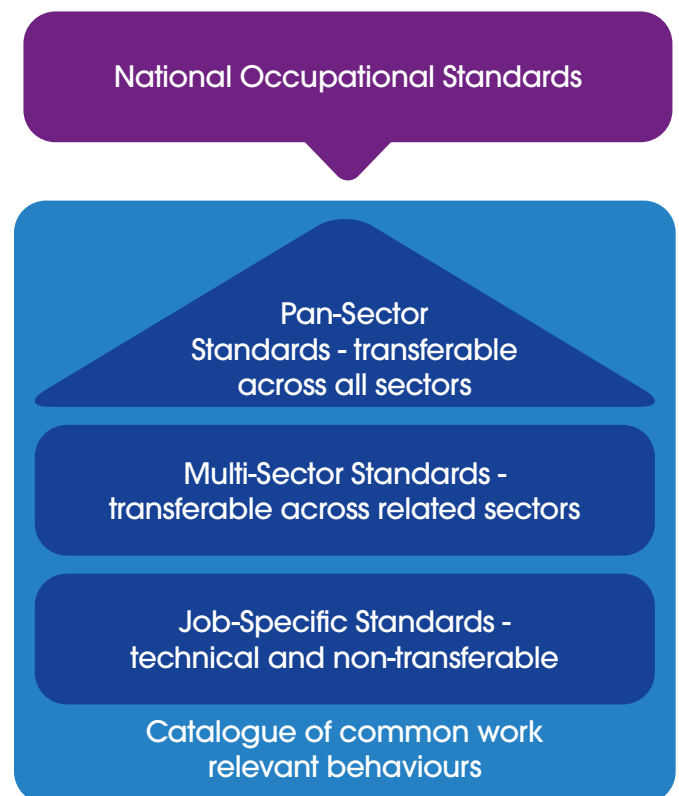 National Occupational Standards
Pan-Sector
Standards - transferable
across all sectors
Multi-Sector Standards -
transferable across related sectors
Job-Specific Standards -
technical and non-transferable
Catalogue of common work
relevant behaviours